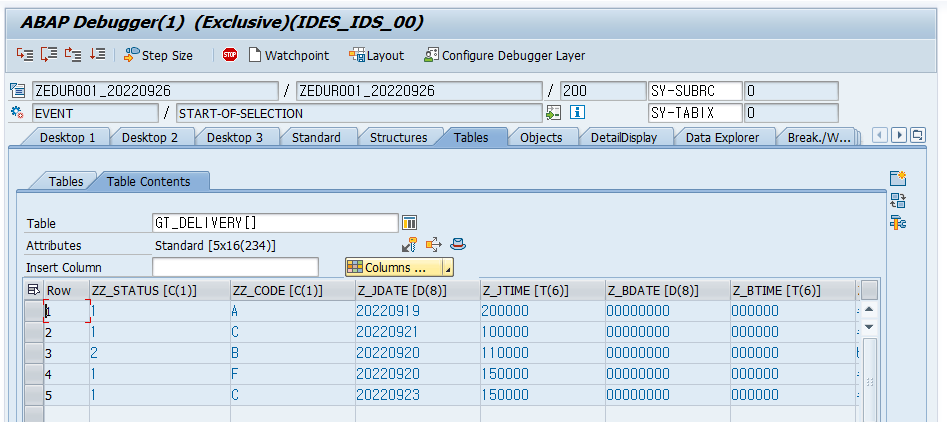 ABAP Debugger(1) (Exclusive)(IDES_IDS_00)
Step Size STOP Watchpoint Layout Configure Debugger Layer
ZEDUR001_20220926 / ZEDUR001_20220926 / 200 SY-SUBRC 0
EVENT / START-OF-SELECTION SY-TABIX 0
Desktop 1 Desktop 2 Desktop 3 Standard Structures Tables Objects DetailDisplay Data Explorer Break./W...
Tables Table Contents
Table GT_DELIVERY[]
Attributes Standard [5x16(234)]
Insert Column Columns ...
Row ZZ_STATUS [C(1)] ZZ_CODE [C(1)] Z_JDATE [D(8)] Z_JTIME [T(6)] Z_BDATE [D(8)] Z_BTIME [T(6)]
1 1 A 20220919 200000 00000000 000000
2 1 C 20220921 100000 00000000 000000
3 2 B 20220920 110000 00000000 000000
4 1 F 20220920 150000 00000000 000000
5 1 C 20220923 150000 00000000 000000